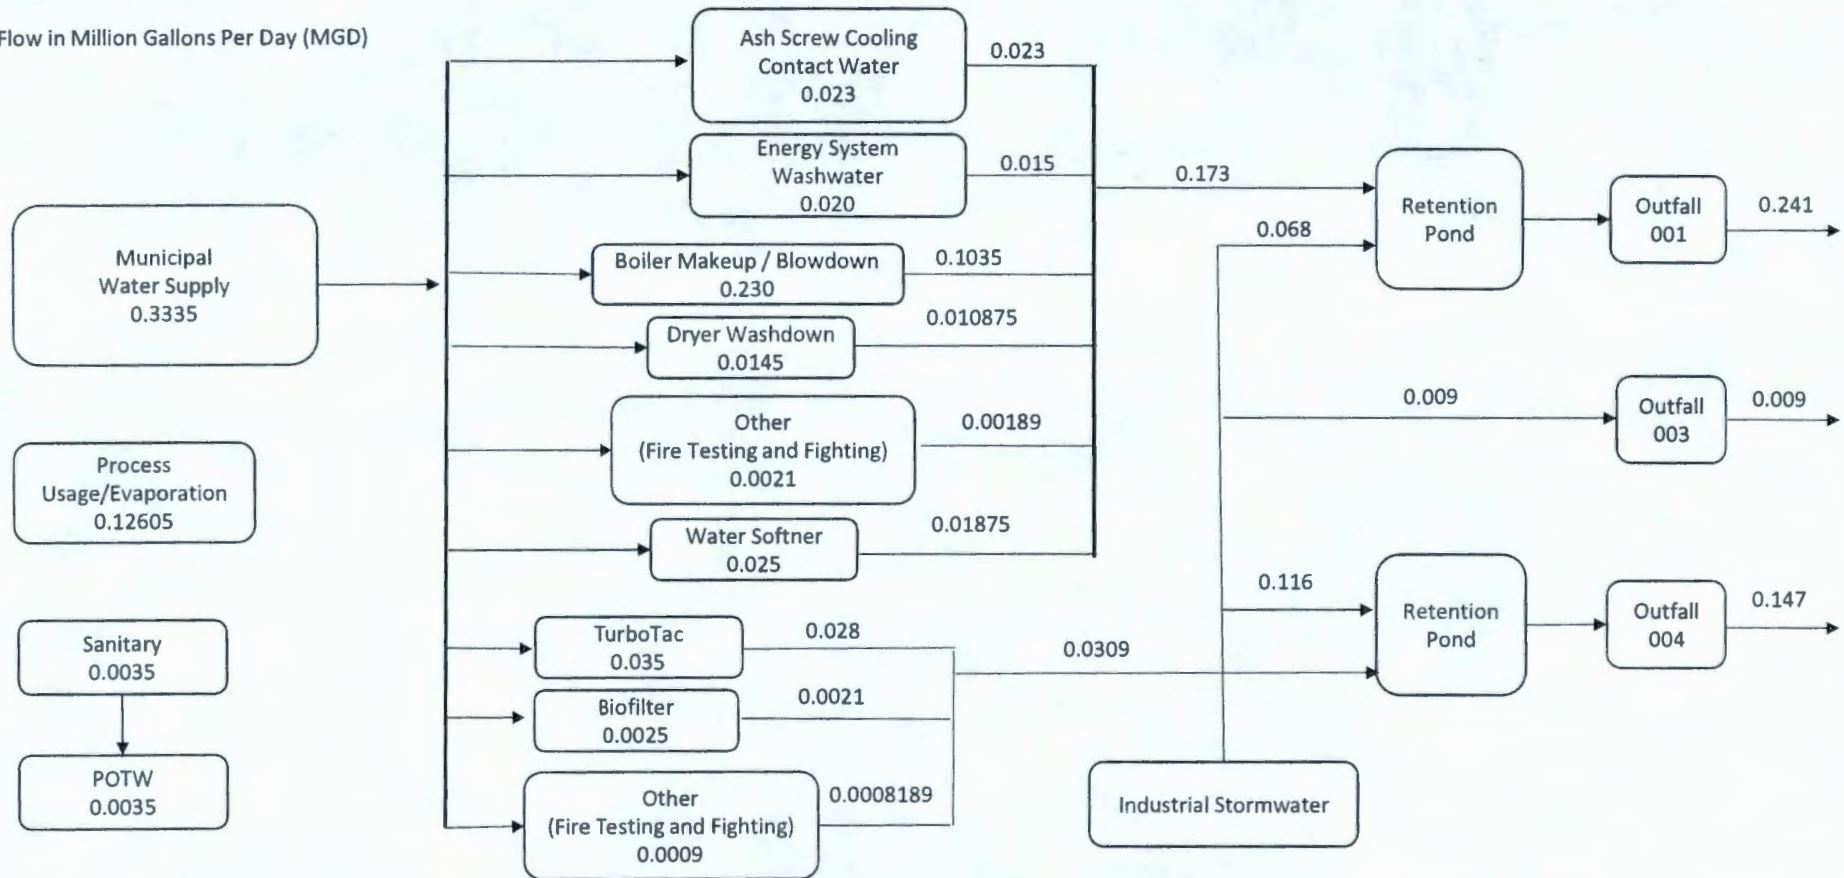 Flow in Million Gallons Per Day (MGD)
Municipal
Water Supply
0.3335
Process
Usage/Evaporation
0.12605
Sanitary
0.0035
POTW
0.0035
Ash Screw Cooling
Contact Water
0.023
0.023
Energy System
Washwater
0.020
0.015
Boiler Makeup / Blowdown
0.230
0.1035
Dryer Washdown
0.0145
0.010875
Other
(Fire Testing and Fighting)
0.0021
0.00189
Water Softner
0.025
0.01875
TurboTac
0.035
0.028
Biofilter
0.0025
0.0021
Other
(Fire Testing and Fighting)
0.0009
0.0008189
0.173
0.068
Retention
Pond
Outfall
001
0.241
0.009
Outfall
003
0.009
0.116
0.0309
Retention
Pond
Outfall
004
0.147
Industrial Stormwater